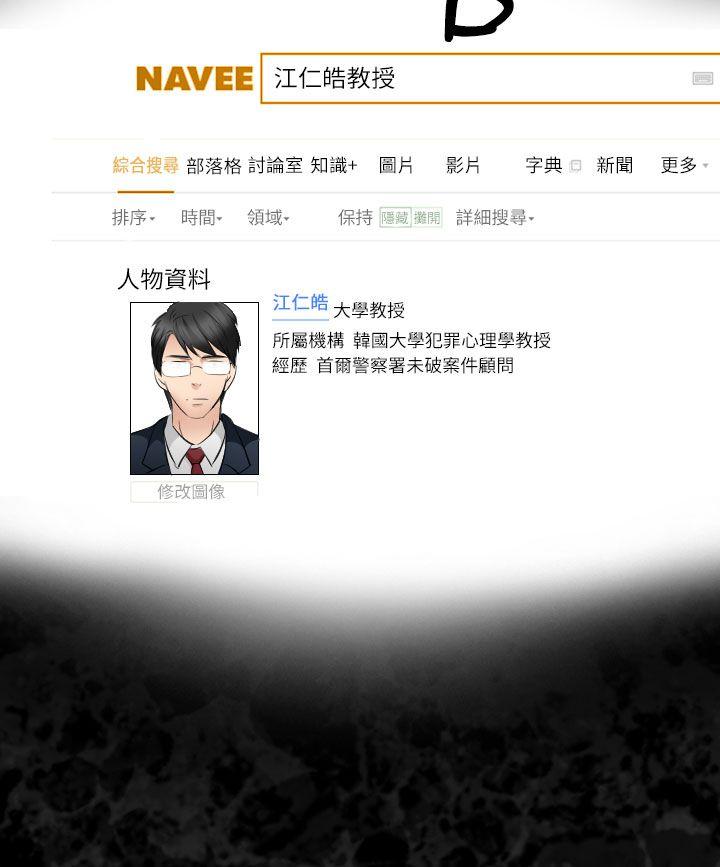 NAVEE 江仁皓教授
綜合搜尋 部落格 討論室 知識+ 圖片 影片 字典 新聞 更多
排序 時間 領域 保持 隱藏 攤開 詳細搜尋
人物資料
江仁皓 大學教授
所屬機構 韓國大學犯罪心理學教授
經歷 首爾警察署未破案件顧問
修改圖像